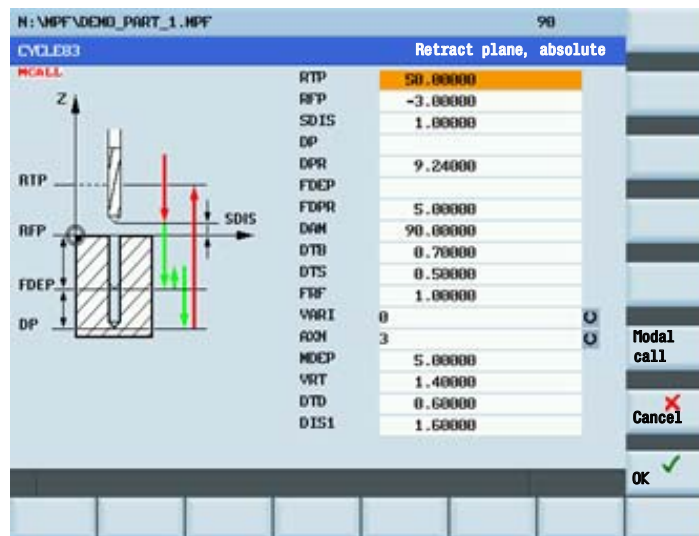 N:\MPF\DEMO_PART_1.MPF 90
CYCLE83 Retract plane, absolute
MCALL
Z
RTP
RFP
SDIS
FDEP
DP
RTP 50.00000
RFP -3.00000
SDIS 1.00000
DP
DPR 9.24000
FDEP
FDPR 5.00000
DAM 90.00000
DTB 0.70000
DTS 0.50000
FRF 1.00000
VARI 0
AXN 3
MDEP 5.00000
VRT 1.40000
DTD 0.60000
DIS1 1.60000
Modal
call
Cancel
OK